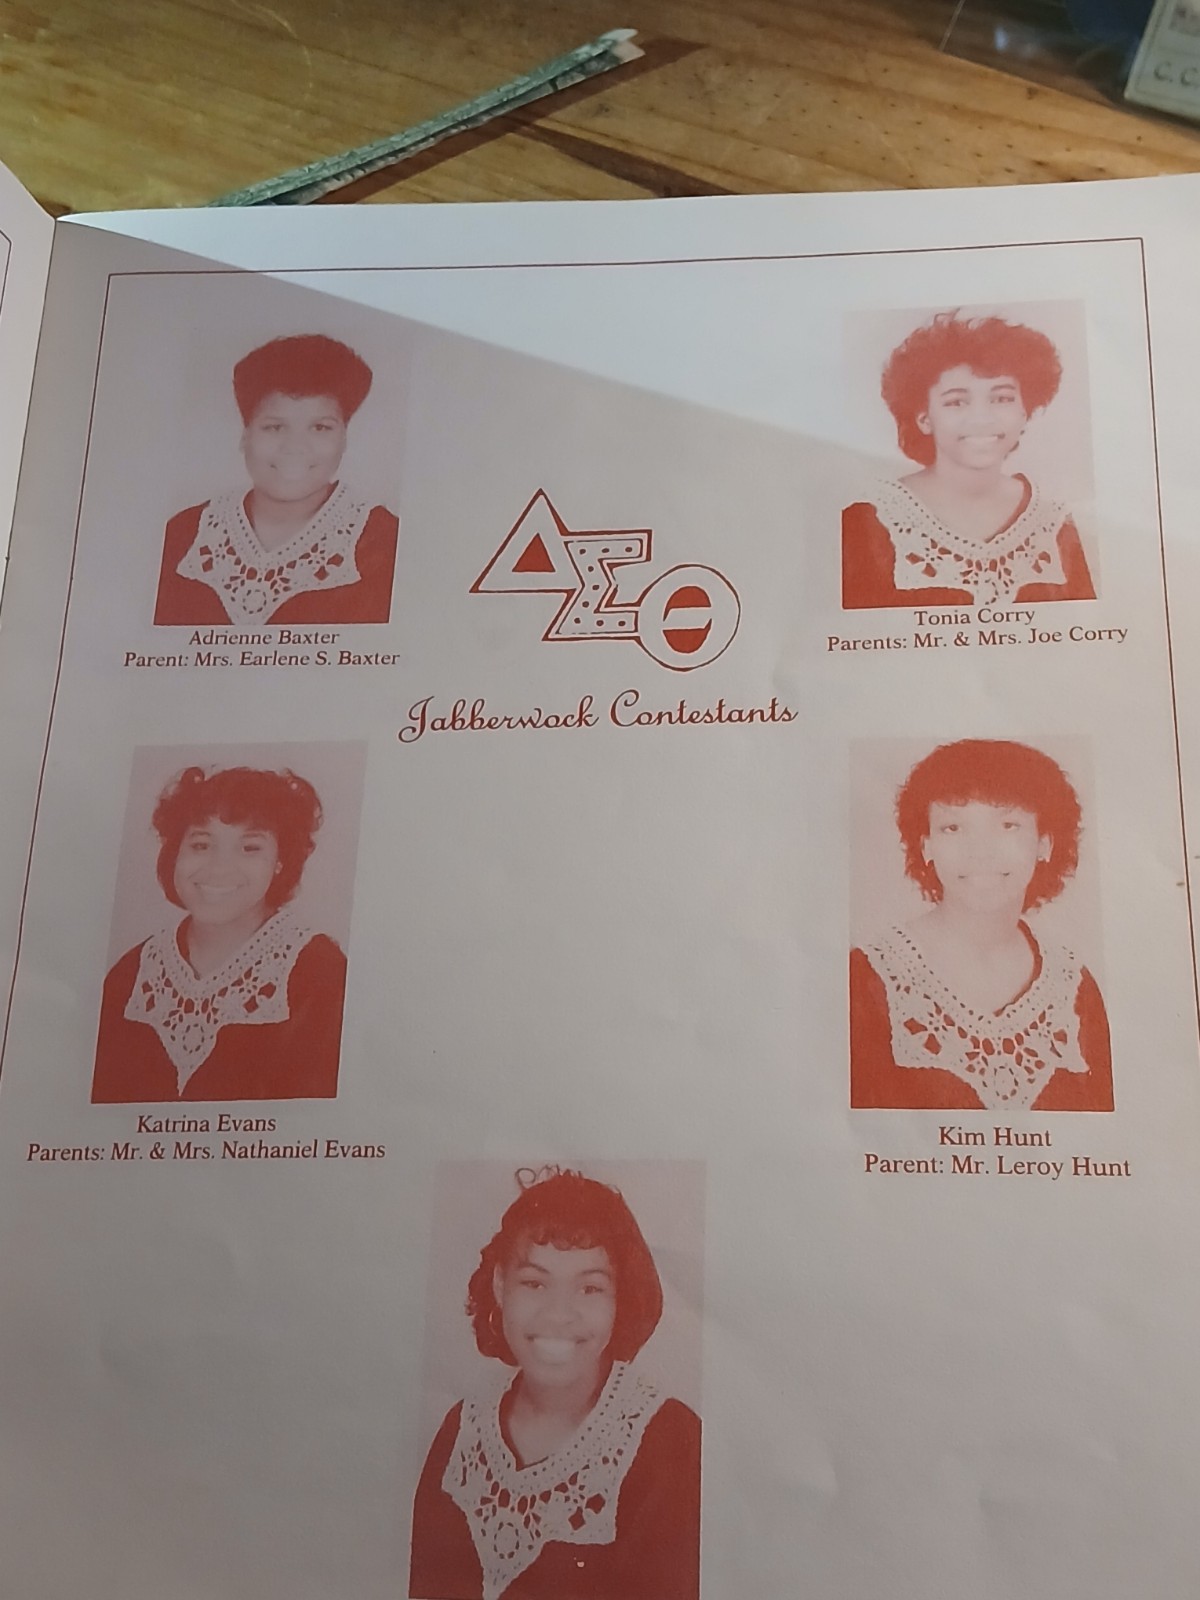 ΔΣΘ
Jabberwock Contestants
Adrienne Baxter
Parent: Mrs. Earlene S. Baxter
Tonia Corry
Parents: Mr. & Mrs. Joe Corry
Katrina Evans
Parents: Mr. & Mrs. Nathaniel Evans
Kim Hunt
Parent: Mr. Leroy Hunt